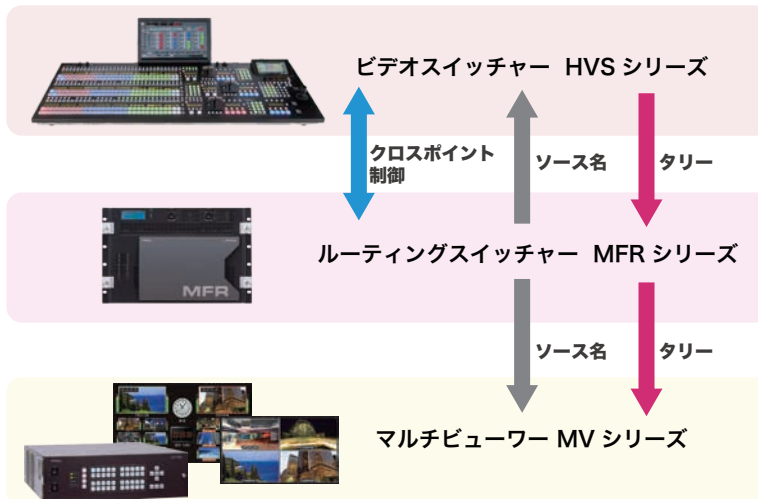 ビデオスイッチャー HVS シリーズ
クロスポイント
制御
ソース名
タリー
ルーティングスイッチャー MFR シリーズ
MFR
ソース名
タリー
マルチビューワー MV シリーズ